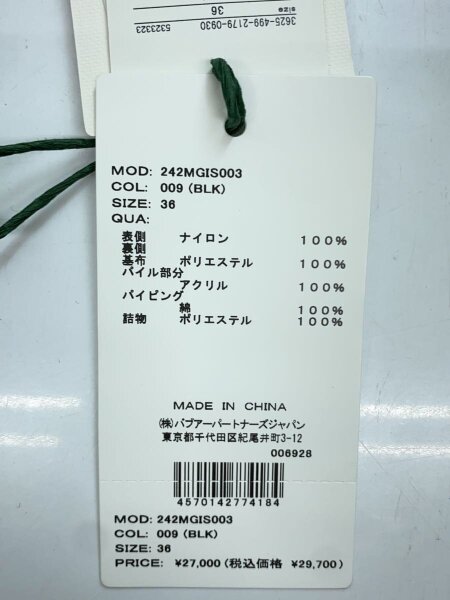 5323323
3625-499-2179-0930
size
36
MOD: 242MGIS003
COL: 009 (BLK)
SIZE: 36
QUA:
表側 ナイロン 100%
裏側
基布 ポリエステル 100%
パイル部分
アクリル 100%
パイピング
綿 100%
詰物 ポリエステル 100%
MADE IN CHINA
(株)バブアーパートナーズジャパン
東京都千代田区紀尾井町3-12
006928
4570142774184
MOD: 242MGIS003
COL: 009 (BLK)
SIZE: 36
PRICE: ¥27,000 (税込価格 ¥29,700)